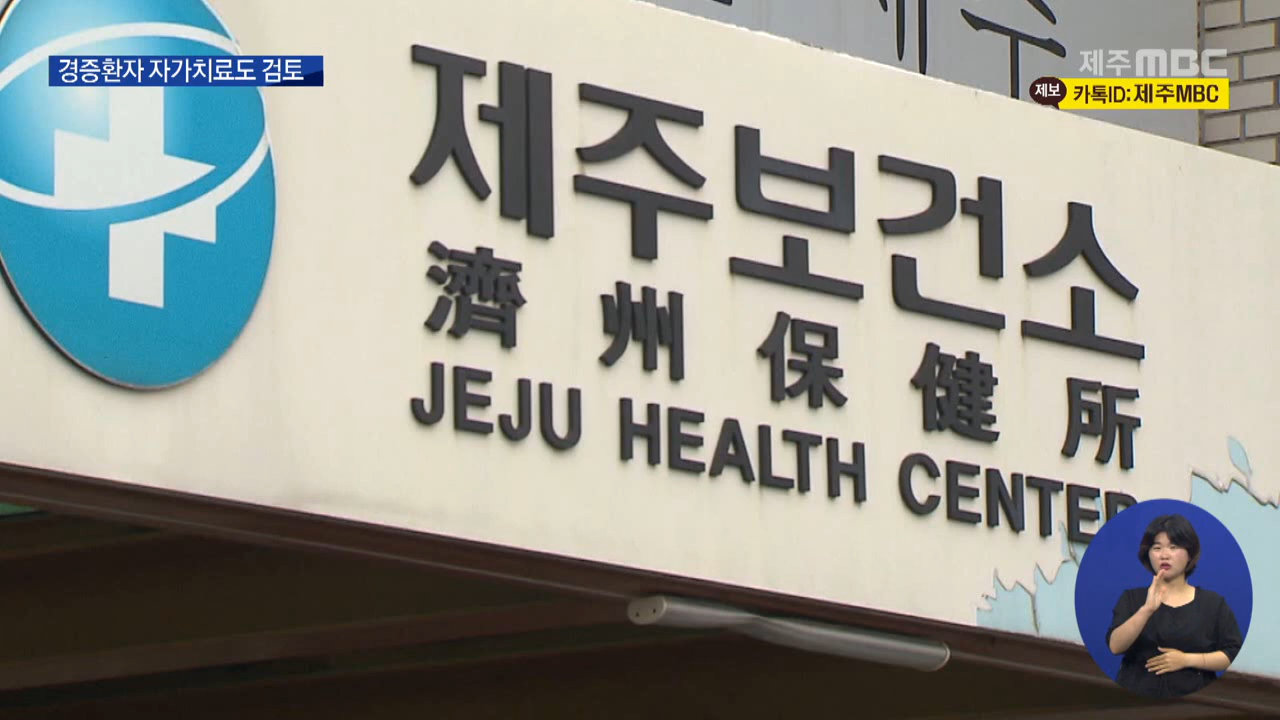 경증환자 자가치료도 검토
제주MBC
제보 카톡ID:제주MBC
제주보건소
濟州保健所
JEJU HEALTH CENTER